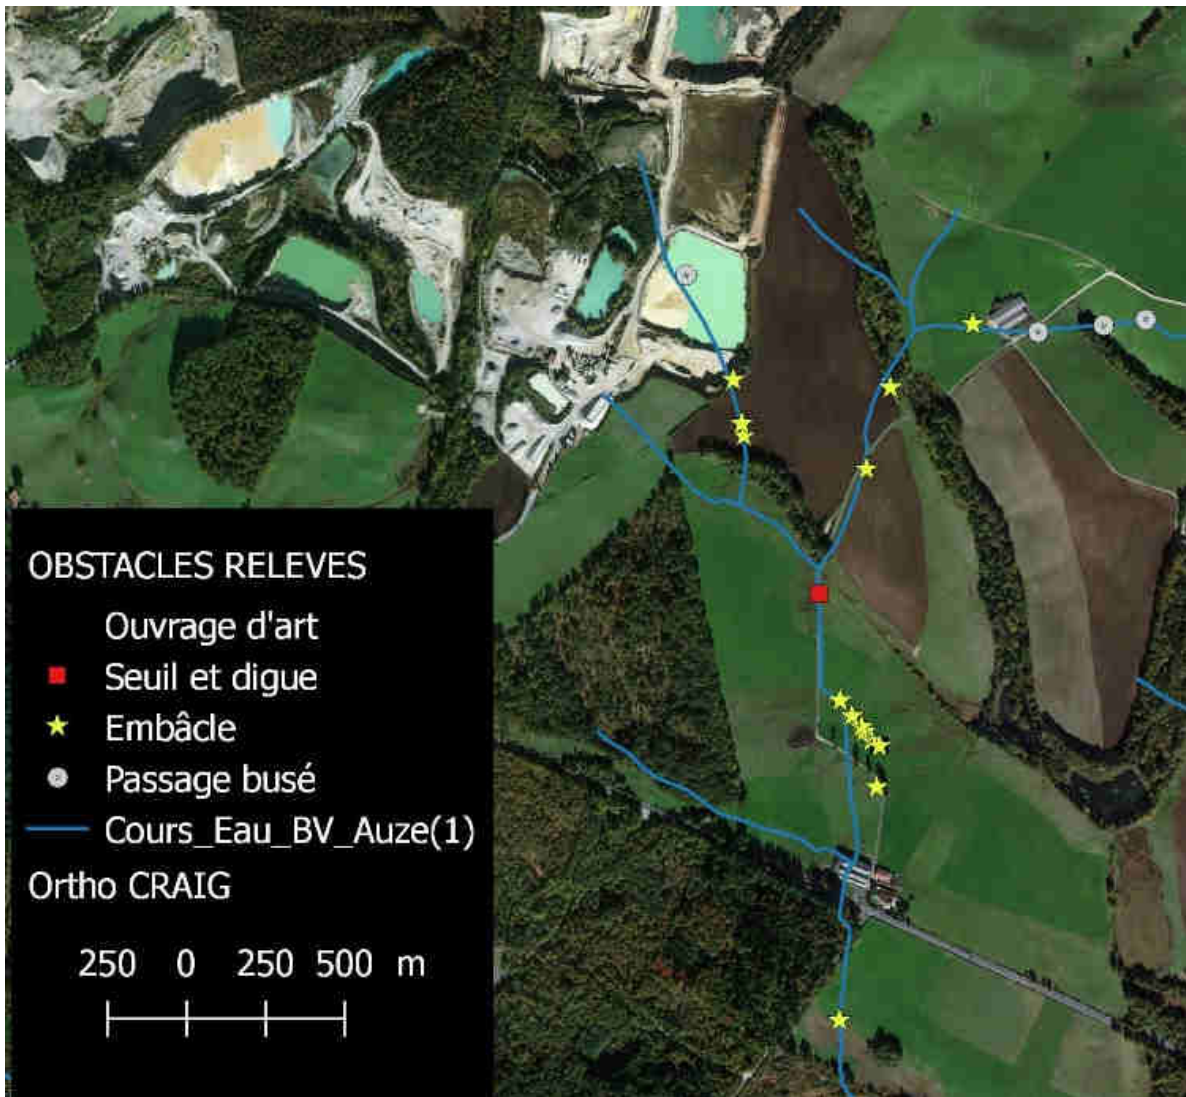 OBSTACLES RELEVES
Ouvrage d'art
Seuil et digue
Embâcle
Passage busé
Cours_Eau_BV_Auze(1)
Ortho CRAIG
250 0 250 500 m